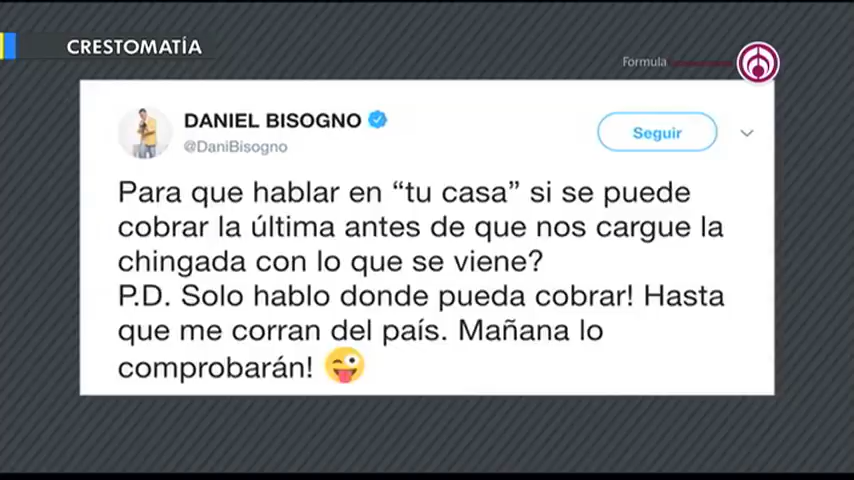 CRESTOMATÍA
Formula
DANIEL BISOGNO
@DaniBisogno
Seguir
Para que hablar en “tu casa” si se puede
cobrar la última antes de que nos cargue la
chingada con lo que se viene?
P.D. Solo hablo donde pueda cobrar! Hasta
que me corran del país. Mañana lo
comprobarán! 😜